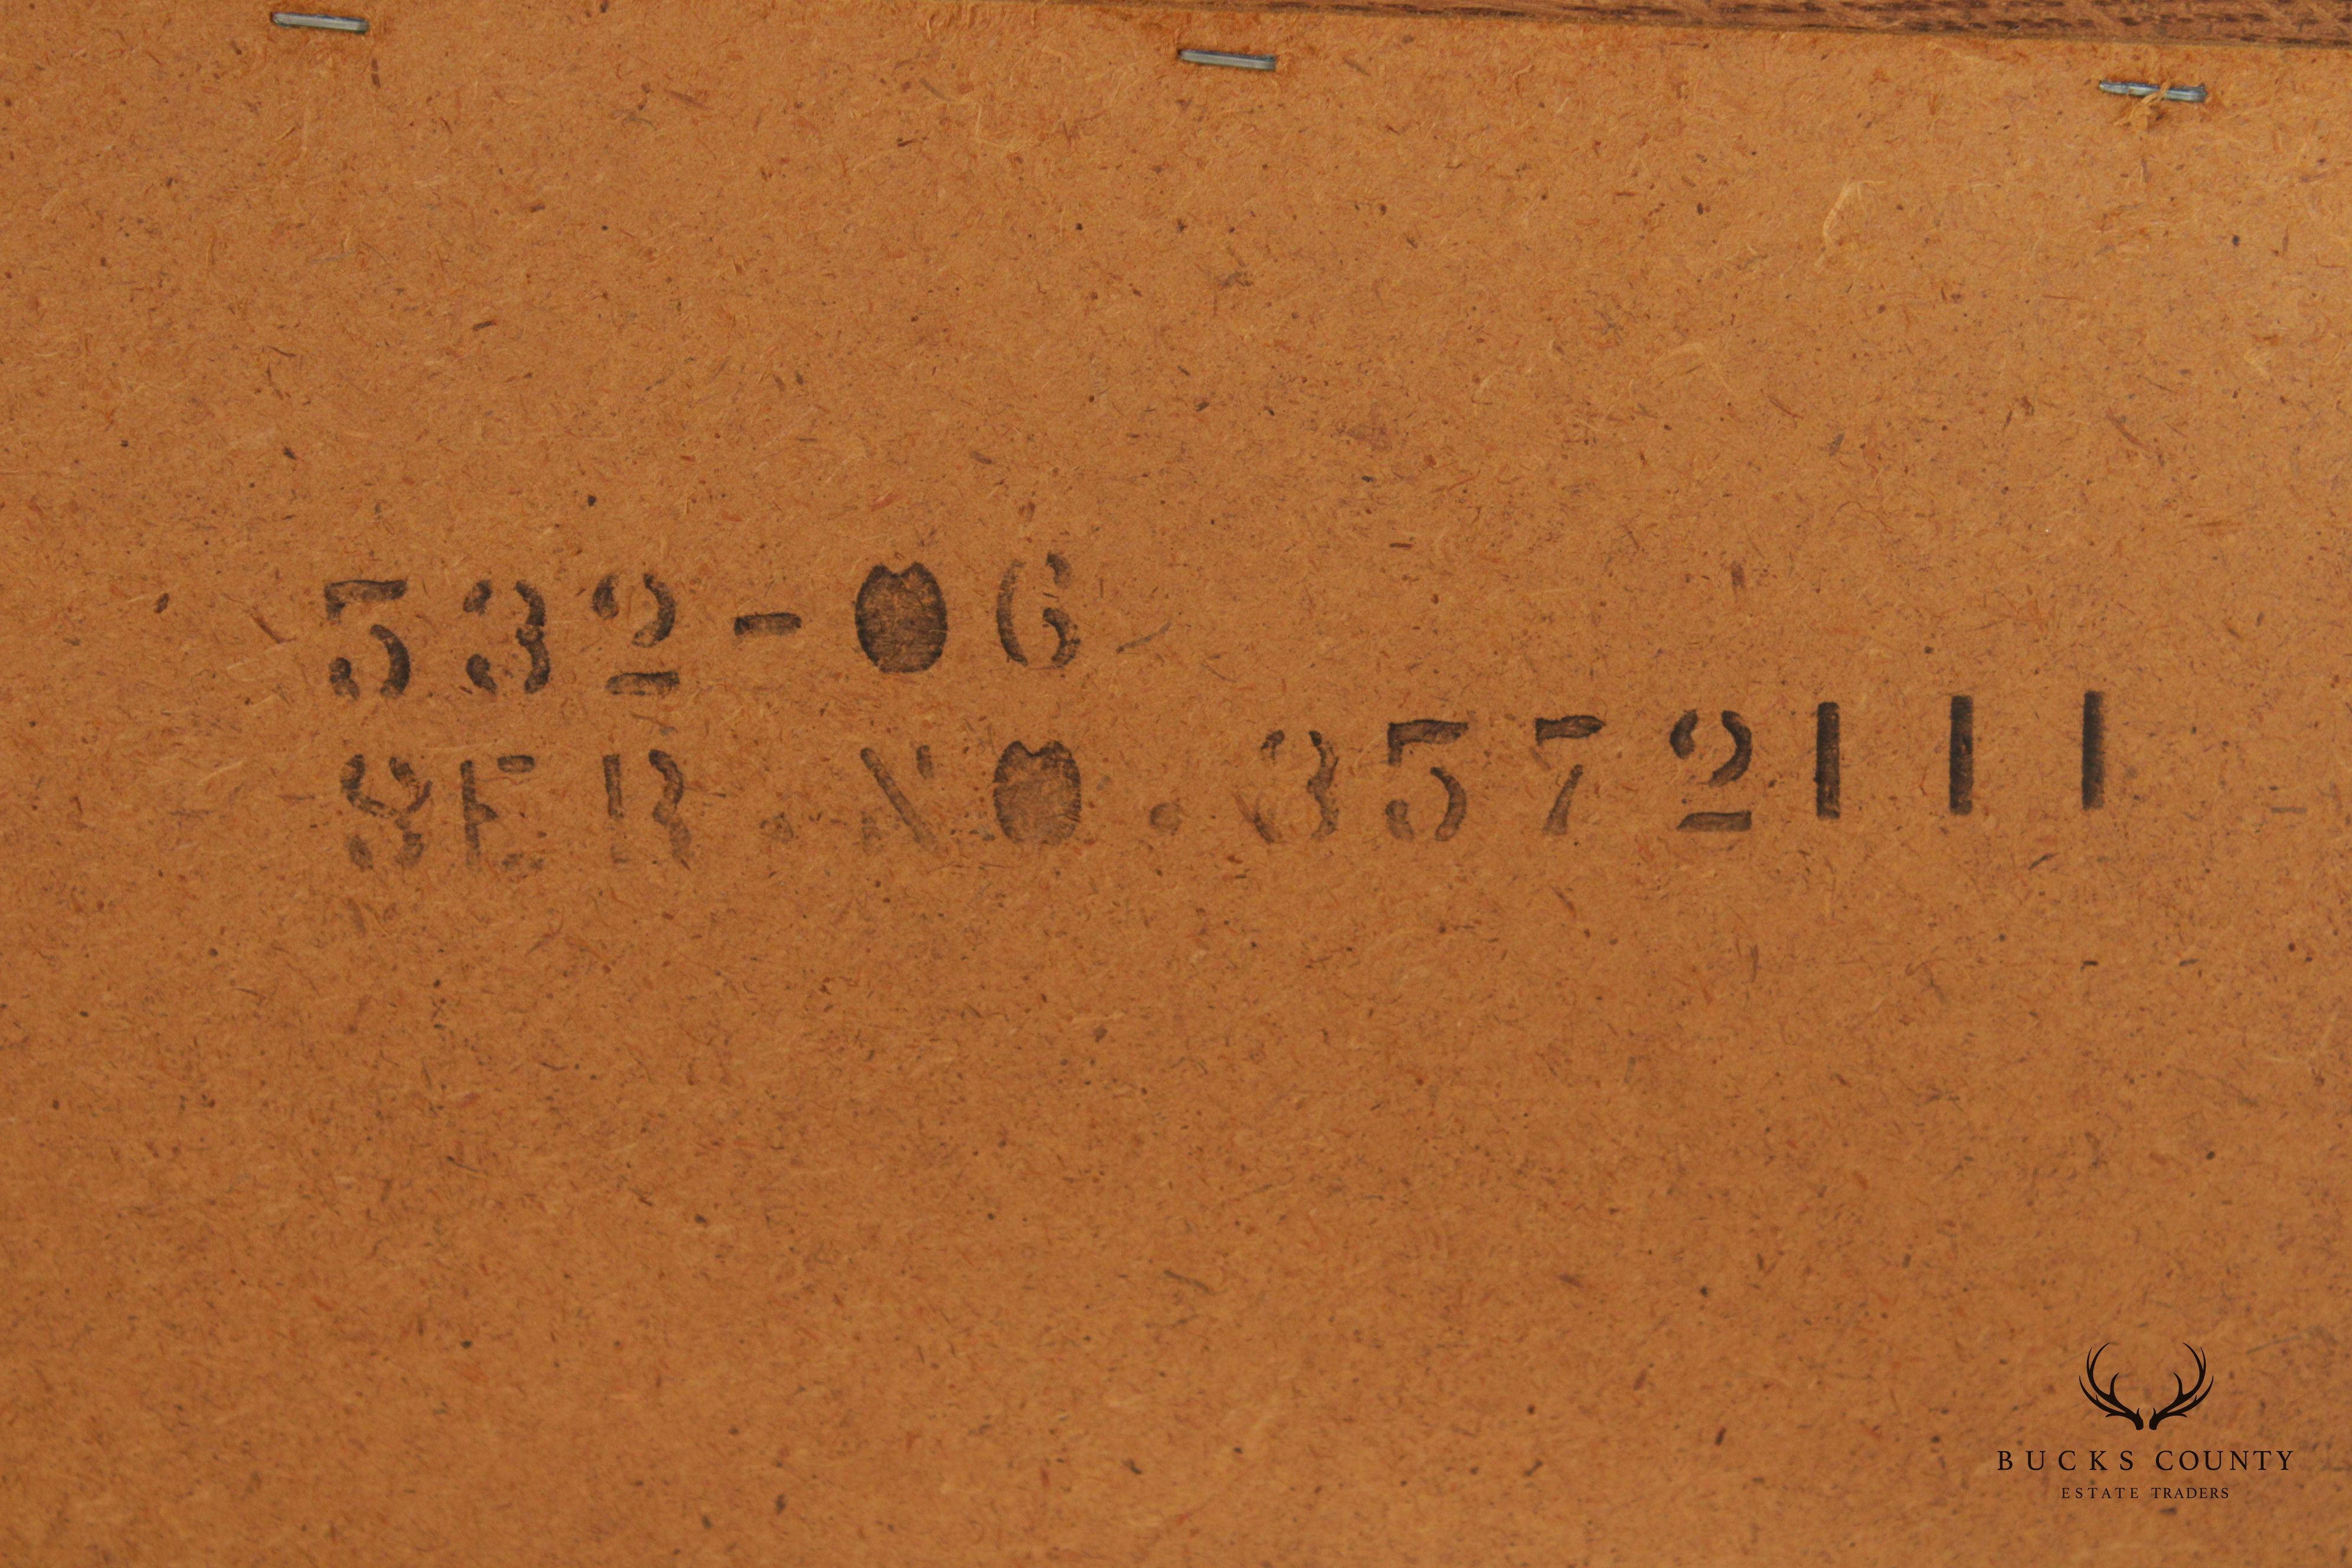 532-06
SER. NO. 3572111
BUCKS COUNTY
ESTATE TRADERS